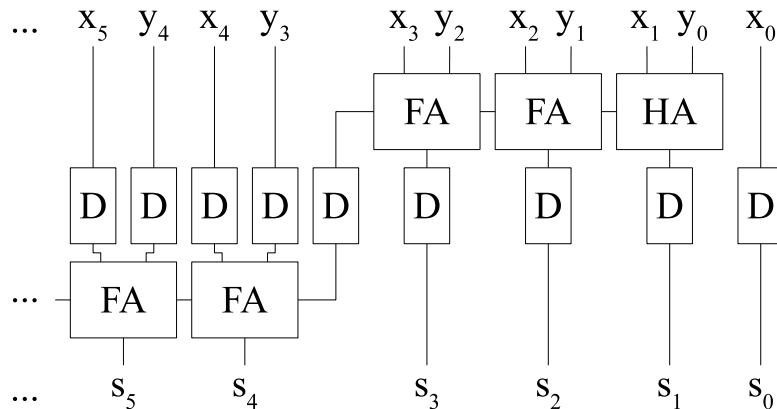 ... x₅ y₄ x₄ y₃ x₃ y₂ x₂ y₁ x₁ y₀ x₀
FA FA HA
D D D D D D D D D
... FA FA
... s₅ s₄ s₃ s₂ s₁ s₀